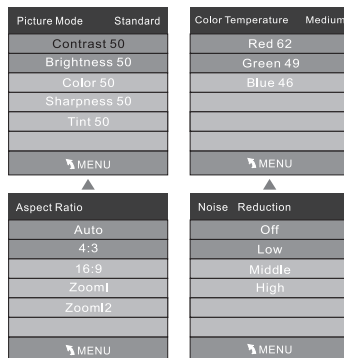 Picture Mode Standard
Contrast 50
Brightness 50
Color 50
Sharpness 50
Tint 50
MENU
Color Temperature Medium
Red 62
Green 49
Blue 46
MENU
Aspect Ratio
Auto
4:3
16:9
ZoomI
Zooml2
MENU
Noise Reduction
Off
Low
Middle
High
MENU